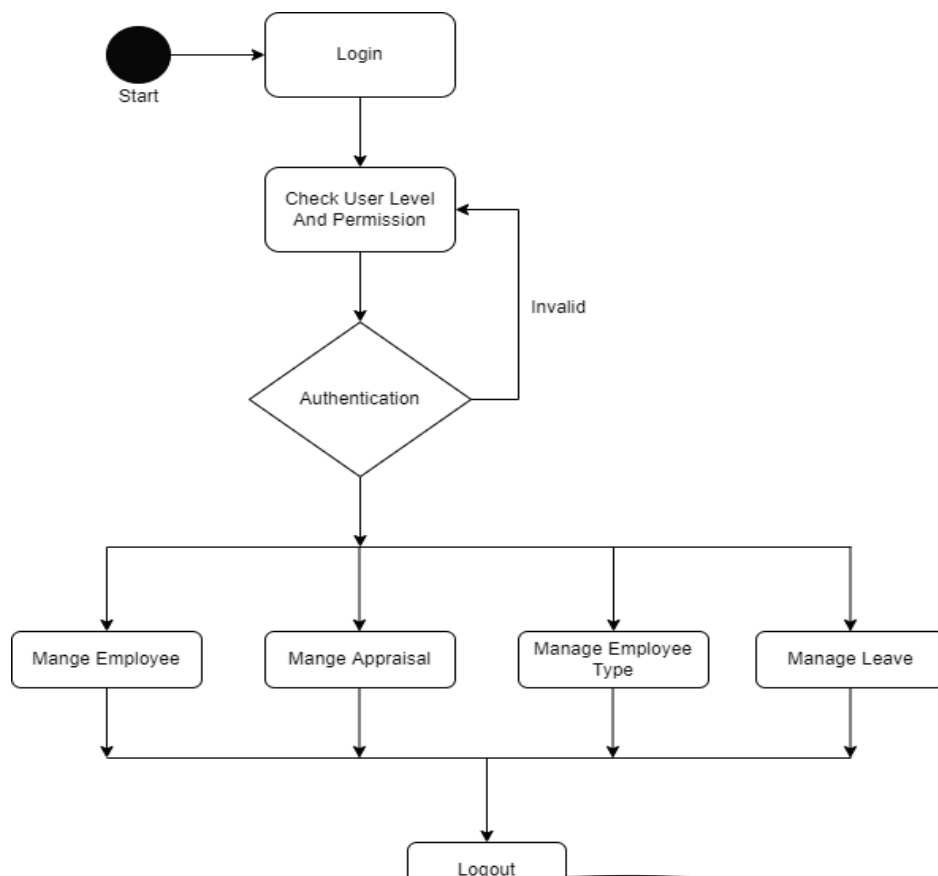 Login
Start
Check User Level
And Permission
Invalid
Authentication
Mange Employee
Mange Appraisal
Manage Employee
Type
Manage Leave
Logout